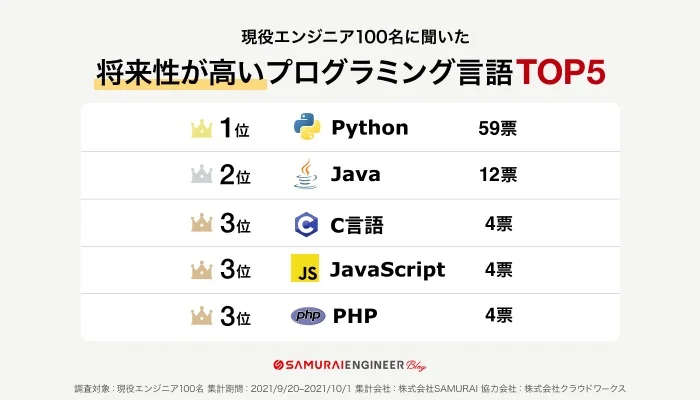 現役エンジニア100名に聞いた
将来性が高いプログラミング言語TOP5
1位 Python 59票
2位 Java 12票
3位 C C言語 4票
3位 JS JavaScript 4票
3位 php PHP 4票
SAMURAIENGINEER Blog
調査対象：現役エンジニア100名 集計期間：2021/9/20~2021/10/1 集計会社：株式会社SAMURAI 協力会社：株式会社クラウドワークス